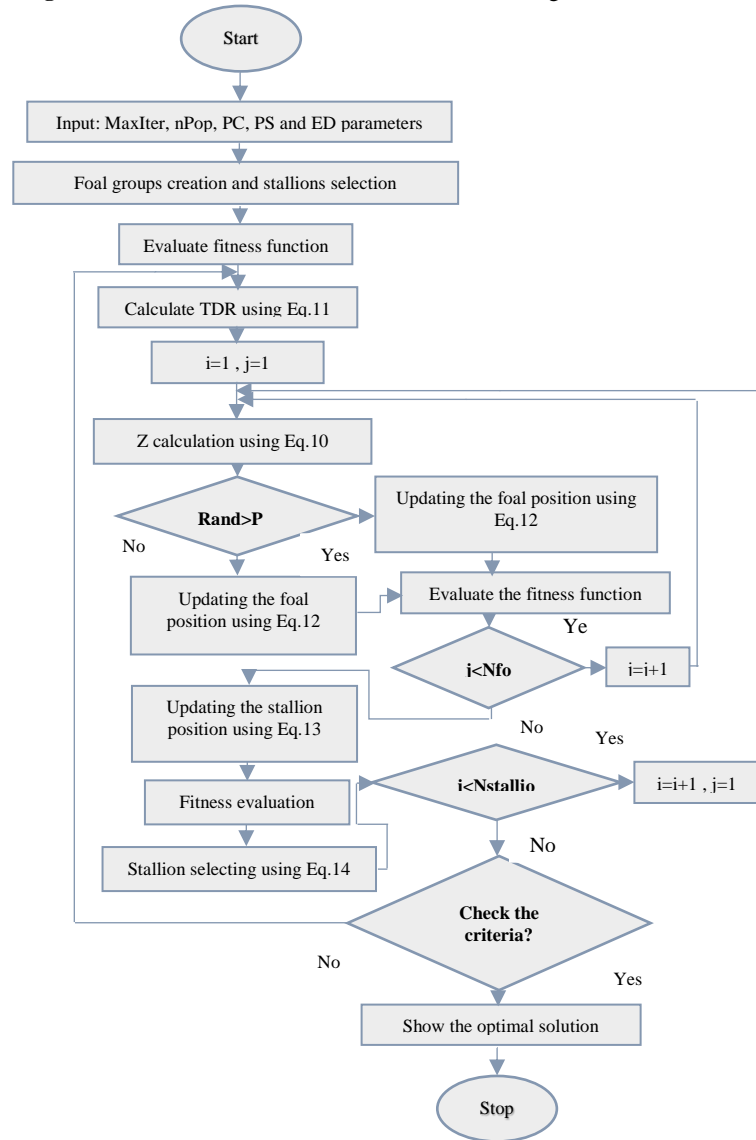 Start
Input: MaxIter, nPop, PC, PS and ED parameters
Foal groups creation and stallions selection
Evaluate fitness function
Calculate TDR using Eq.11
i=1 , j=1
Z calculation using Eq.10
Rand>P
Updating the foal position using
Eq.12
No
Yes
Updating the foal
position using Eq.12
Evaluate the fitness function
Ye
j<Nfo
j=j+1
Updating the stallion
position using Eq.13
No
Yes
i<Nstallio
i=i+1 , j=1
Fitness evaluation
No
Stallion selecting using Eq.14
Check the
criteria?
No
Yes
Show the optimal solution
Stop